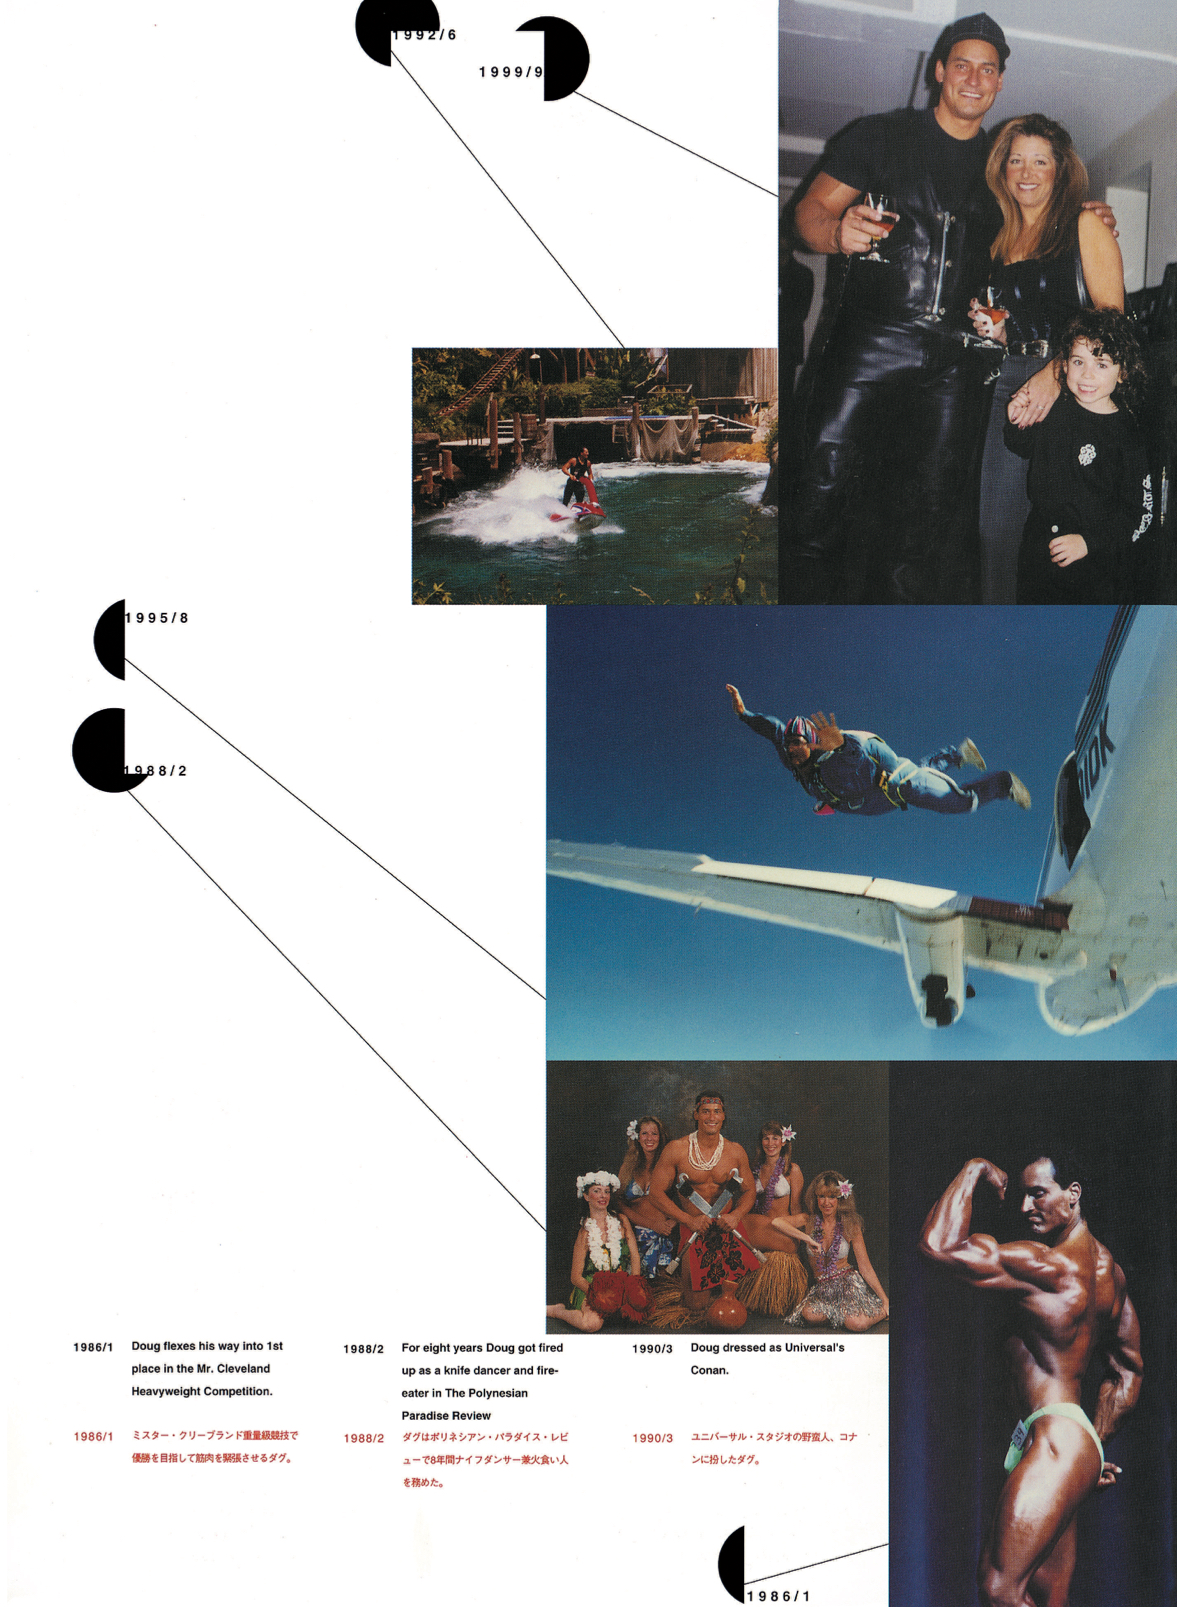 1992/6
1999/9
1995/8
1988/2
1986/1 Doug flexes his way into 1st
place in the Mr. Cleveland
Heavyweight Competition.
1986/1 ミスター・クリーブランド重量級競技で
優勝を目指して筋肉を緊張させるダグ。
1988/2 For eight years Doug got fired
up as a knife dancer and fire-
eater in The Polynesian
Paradise Review
1988/2 ダグはポリネシアン・パラダイス・レビ
ューで8年間ナイフダンサー兼火食い人
を務めた。
1990/3 Doug dressed as Universal's
Conan.
1990/3 ユニバーサル・スタジオの野蛮人、コナ
ンに扮したダグ。
1986/1